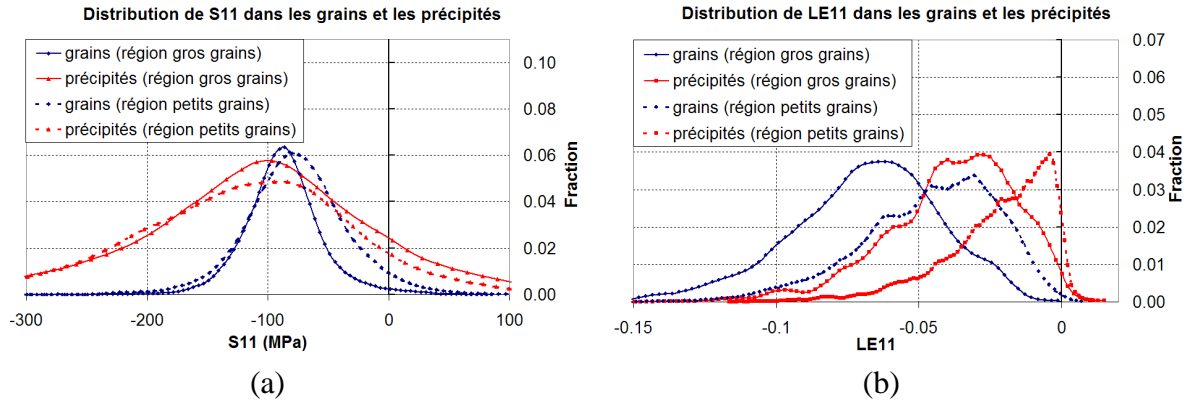 Distribution de S11 dans les grains et les précipités
grains (région gros grains)
précipités (région gros grains)
grains (région petits grains)
précipités (région petits grains)
0.10
0.08
0.06
0.04
0.02
0.00
Fraction
-300
-200
-100
0
100
S11 (MPa)
(a)
Distribution de LE11 dans les grains et les précipités
grains (région gros grains)
précipités (région gros grains)
grains (région petits grains)
précipités (région petits grains)
0.07
0.06
0.05
0.04
0.03
0.02
0.01
0.00
Fraction
-0.15
-0.1
-0.05
0
LE11
(b)